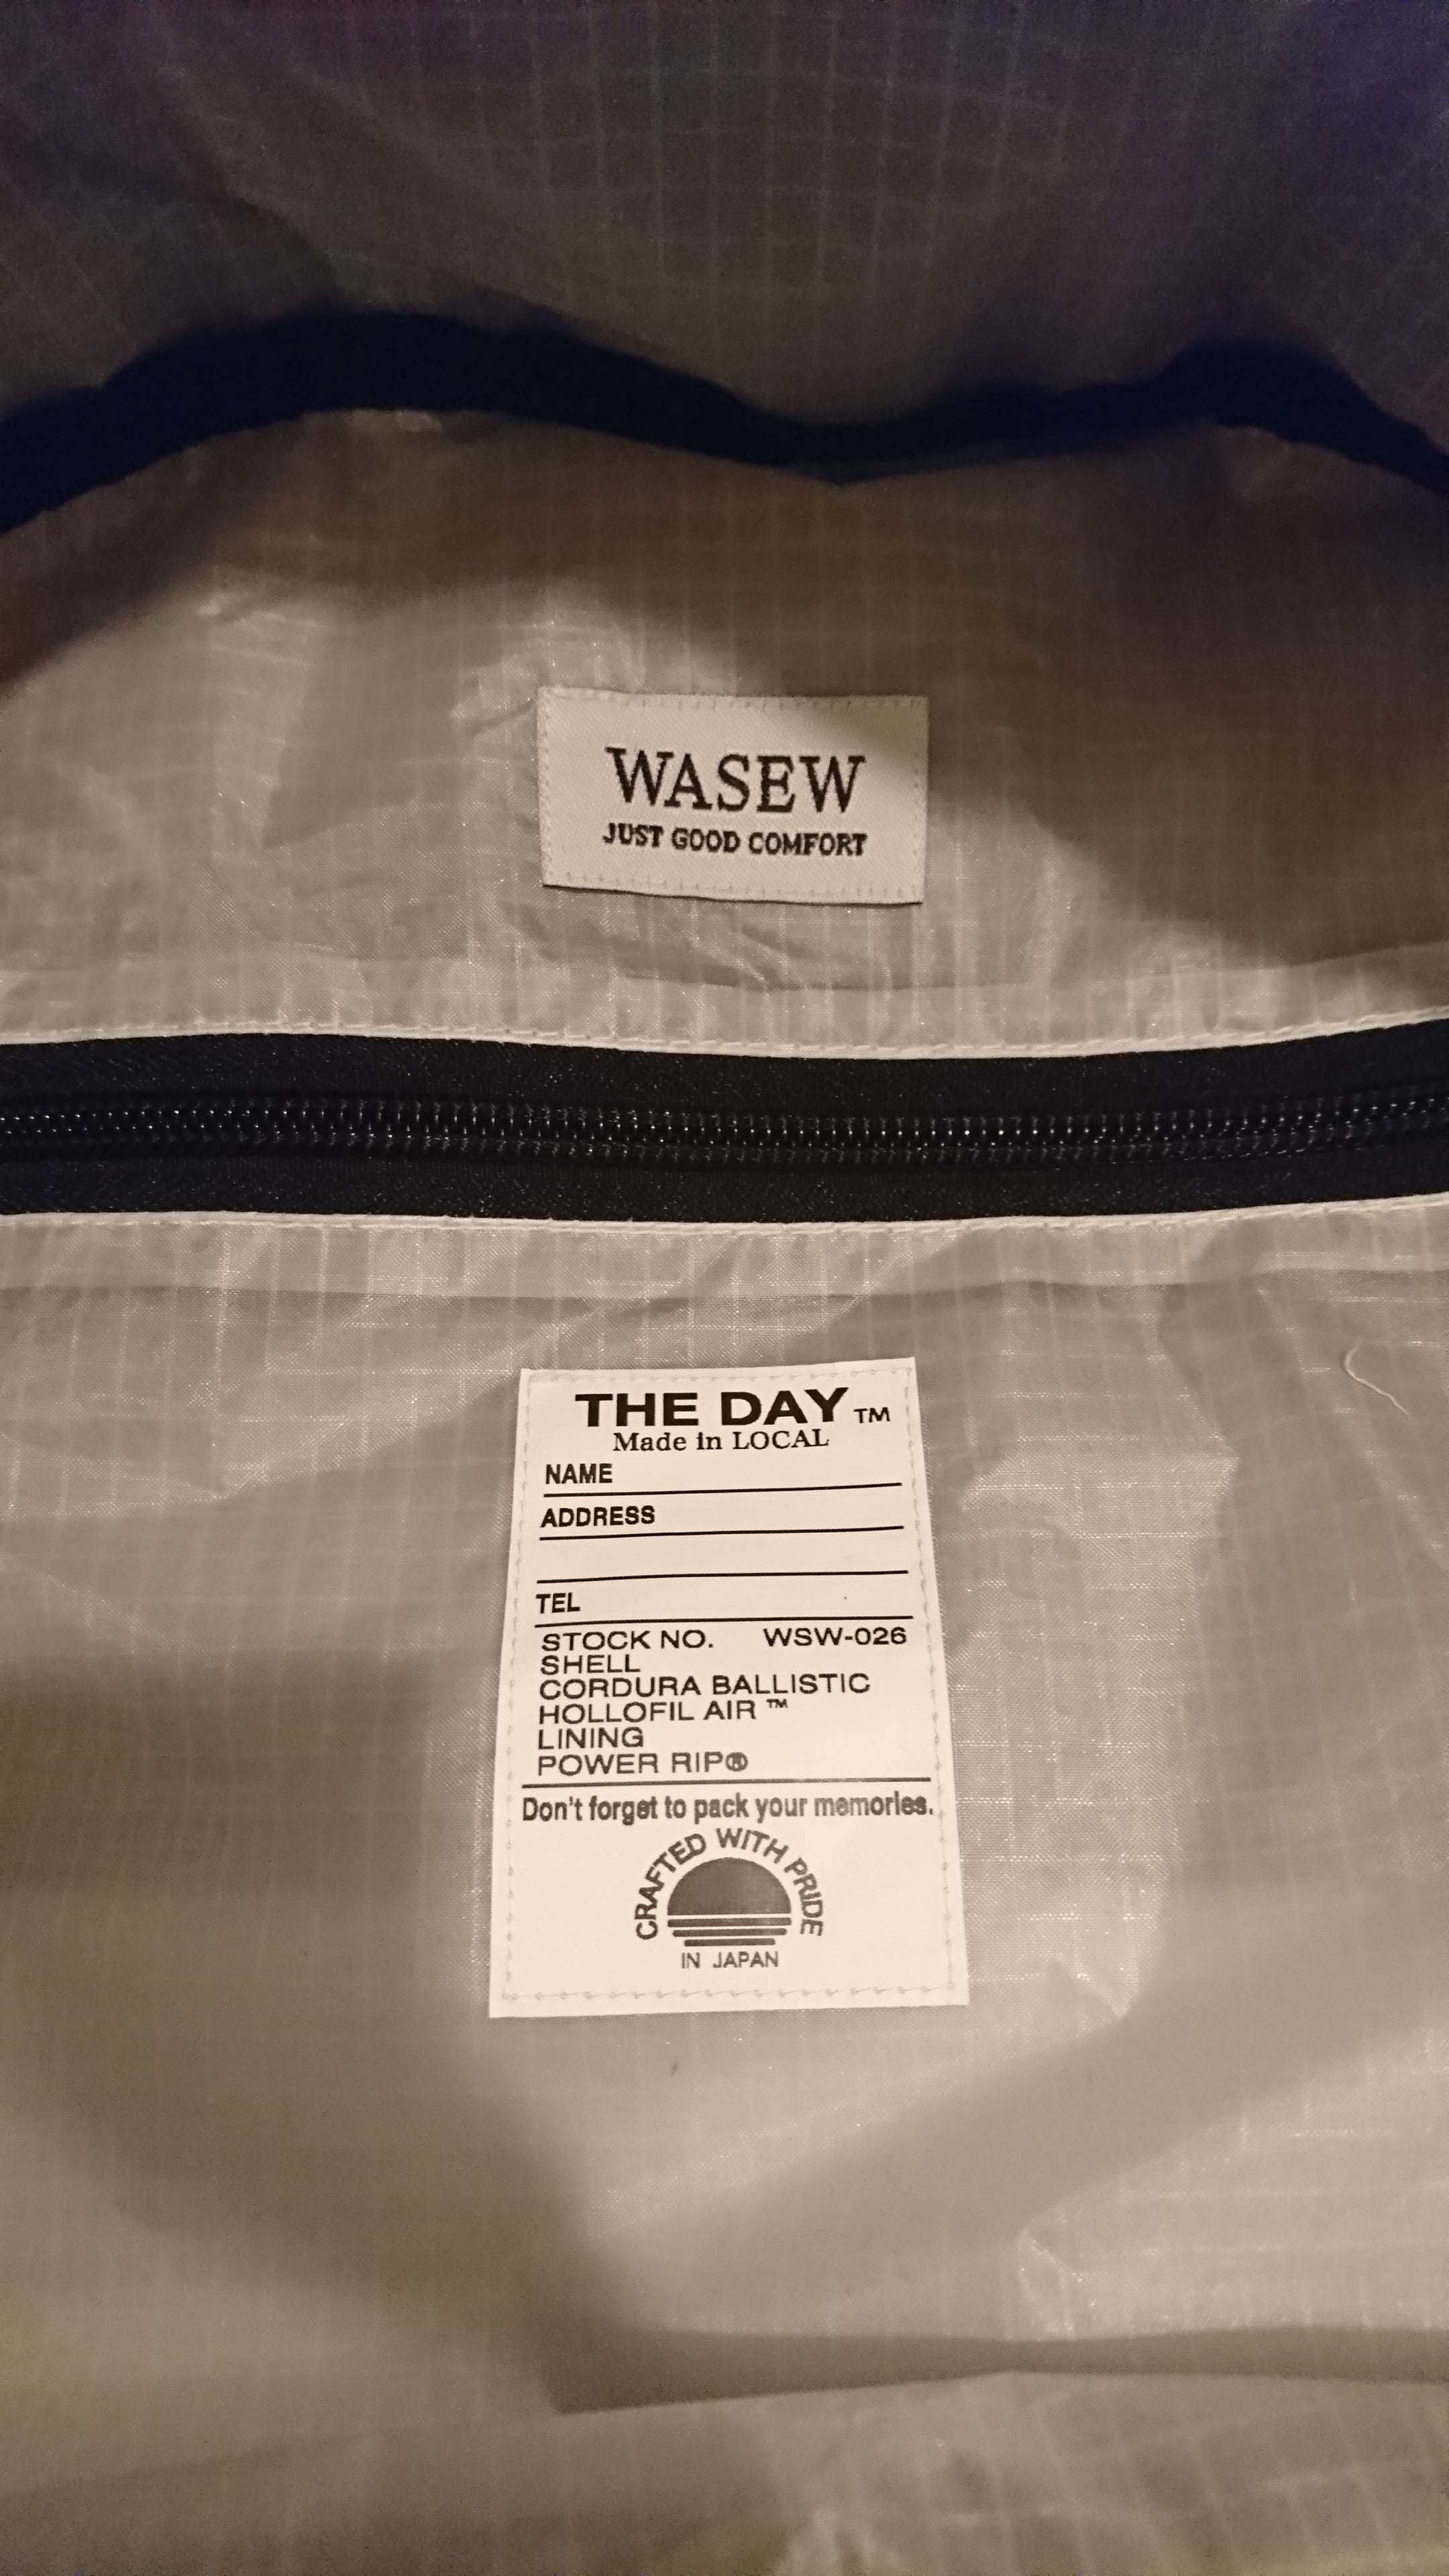 WASEW
JUST GOOD COMFORT
THE DAY TM
Made in LOCAL
NAME
ADDRESS
TEL
STOCK NO. WSW-026
SHELL
CORDURA BALLISTIC
HOLLOFIL AIR ™
LINING
POWER RIP®
Don't forget to pack your memories.
CRAFTED WITH PRIDE
IN JAPAN